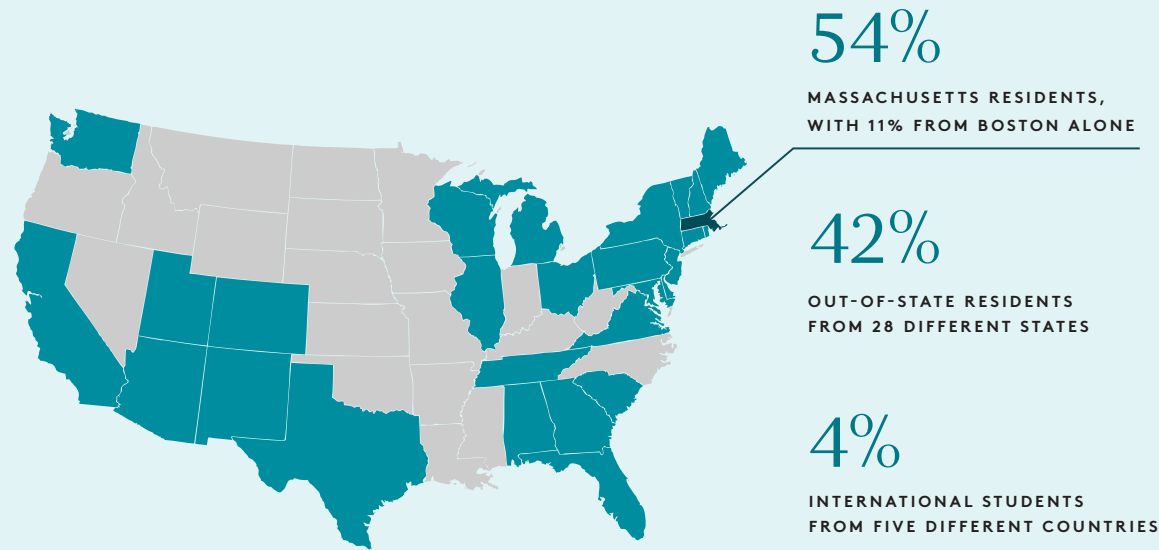 54%
MASSACHUSETTS RESIDENTS,
WITH 11% FROM BOSTON ALONE
42%
OUT-OF-STATE RESIDENTS
FROM 28 DIFFERENT STATES
4%
INTERNATIONAL STUDENTS
FROM FIVE DIFFERENT COUNTRIES